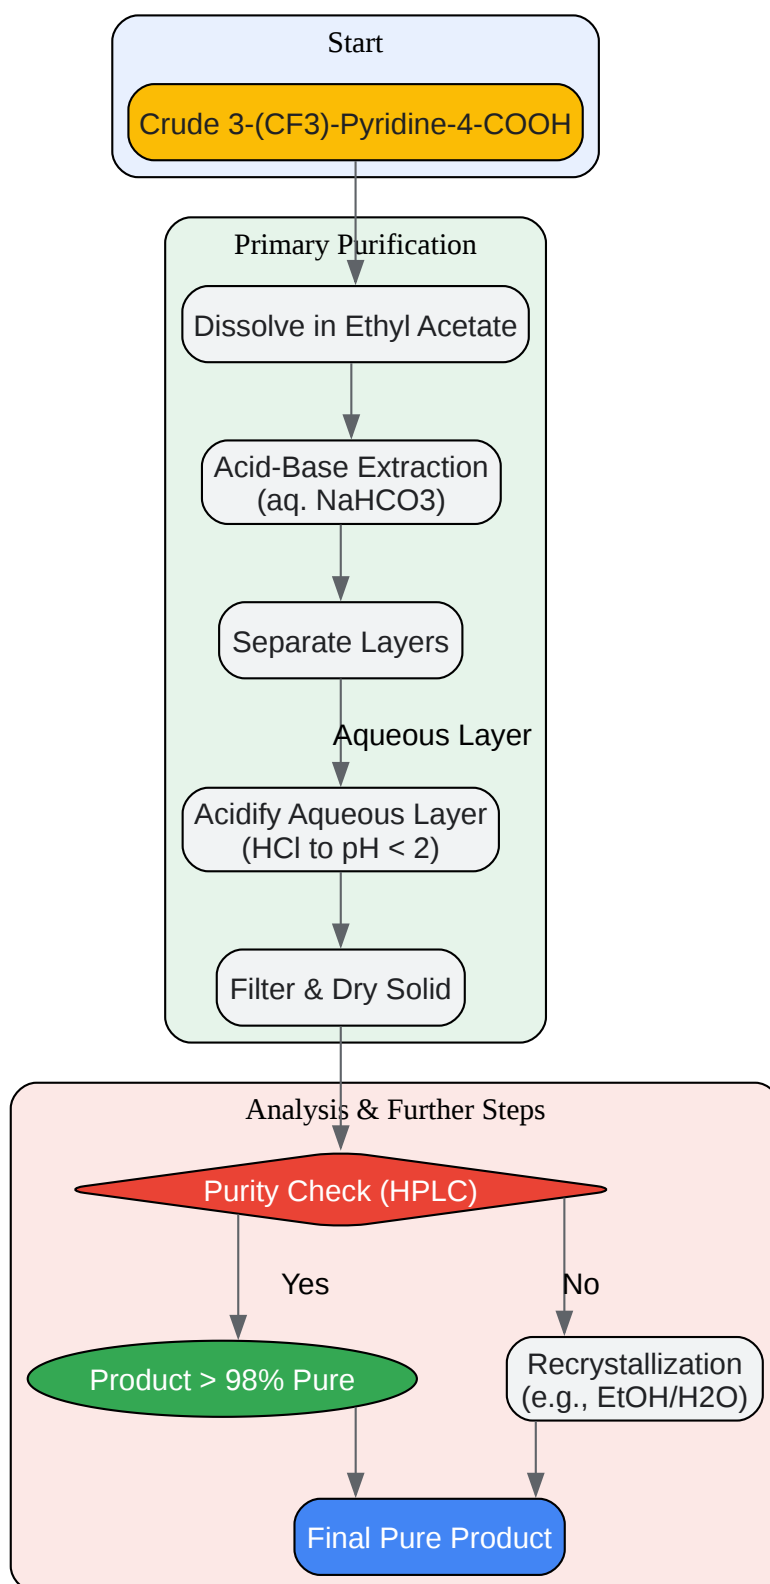 Start
Crude 3-(CF3)-Pyridine-4-COOH
Primary Purification
Dissolve in Ethyl Acetate
Acid-Base Extraction
(aq. NaHCO3)
Separate Layers
Aqueous Layer
Acidify Aqueous Layer
(HCl to pH < 2)
Filter & Dry Solid
Analysis & Further Steps
Purity Check (HPLC)
Yes
No
Product > 98% Pure
Recrystallization
(e.g., EtOH/H2O)
Final Pure Product